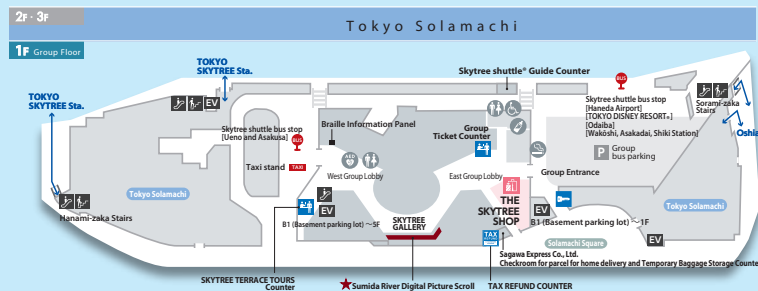 2F・3F
Tokyo Solamachi
1F Group Floor
TOKYO
SKYTREE Sta.
TOKYO
SKYTREE Sta.
EV
Skytree shuttle® Guide Counter
BUS
Skytree shuttle bus stop
[Haneda Airport]
[TOKYO DISNEY RESORT®]
[Odaiba]
[Wakōshi, Asakadai, Shiki Station]
EV
Sorami-zaka
Stairs
Oshia
Skytree shuttle bus stop
[Ueno and Asakusa]
BUS
Braille Information Panel
Group
Ticket Counter
P
Group
bus parking
Taxi stand
TAXI
AED
West Group Lobby
East Group Lobby
Group Entrance
Tokyo Solamachi
Hanami-zaka Stairs
EV
B1 (Basement parking lot) ～5F
SKYTREE
GALLERY
THE
SKYTREE
SHOP
EV
B1 (Basement parking lot) ～1F
Tokyo Solamachi
TAX
Solamachi Square
EV
Sagawa Express Co., Ltd.
Checkroom for parcel for home delivery and Temporary Baggage Storage Counte
SKYTREE TERRACE TOURS
Counter
Sumida River Digital Picture Scroll
TAX REFUND COUNTER